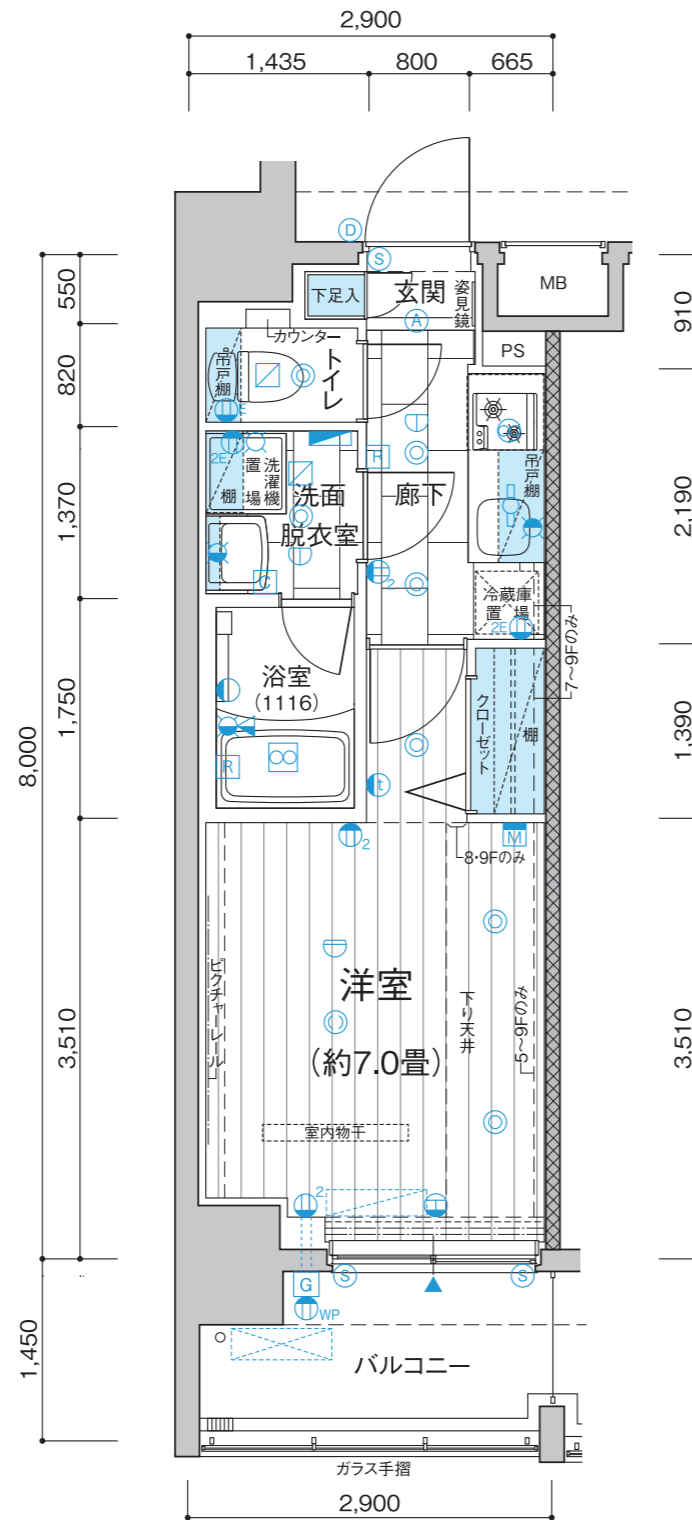 2,900
1,435
800
665
D
S
MB
550
910
下足入
玄関
姿見鏡
A
カウンター
PS
820
吊戸棚
トイレ
E
2E
R
1,370
洗濯機
置場
棚
洗面
脱衣室
廊下
吊戸棚
2,190
C
2
冷蔵庫
置場
2E
7〜9Fのみ
浴室
(1116)
1,750
8,000
R
t
クローゼット
棚
1,390
2
8・9Fのみ
M
ピクチャーレール
洋室
(約7.0畳)
下り天井
5〜9Fのみ
3,510
3,510
室内物干
2
S
S
G
WP
1,450
バルコニー
ガラス手摺
2,900